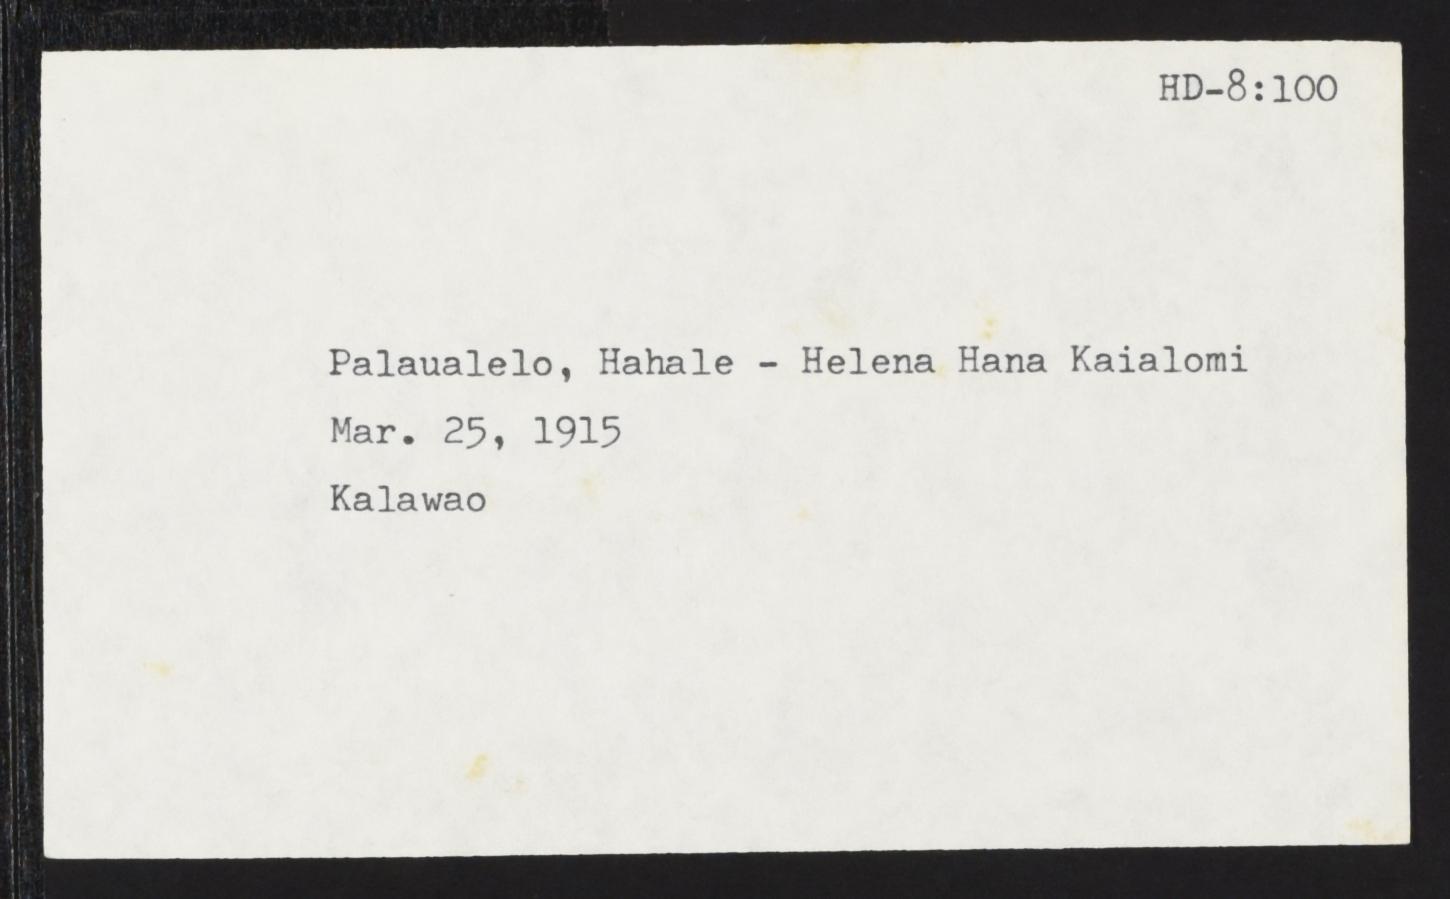 HD-8:100
Palaualelo, Hahale - Helena Hana Kaialomi
Mar. 25, 1915
Kalawao